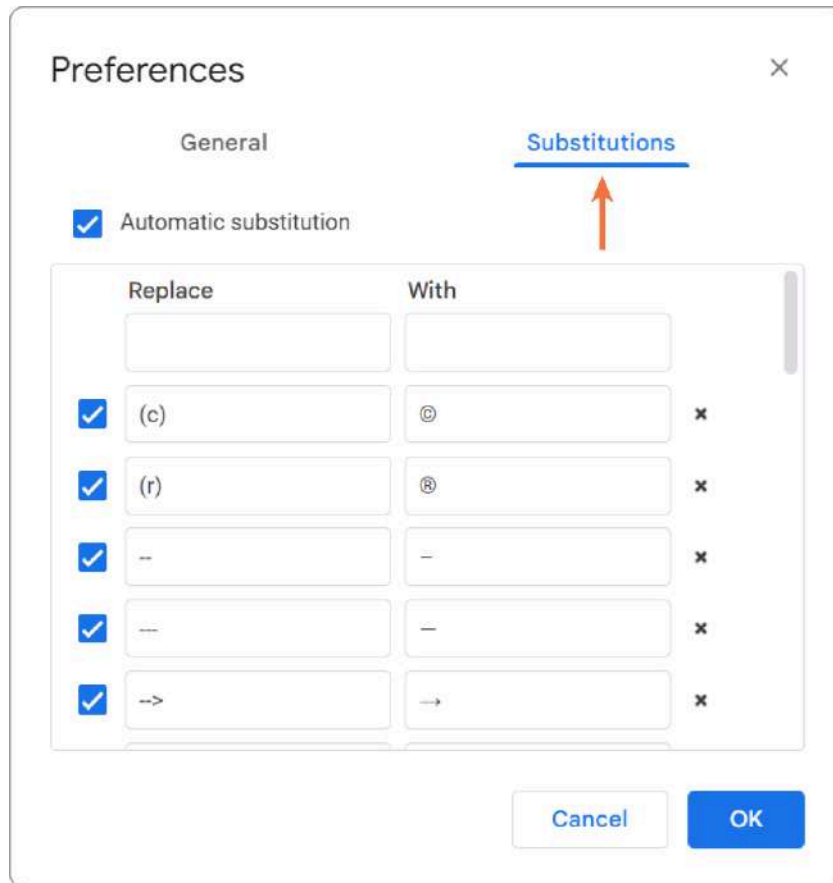 Preferences
General Substitutions
Automatic substitution
Replace With
(c) ©
(r) ®
-- –
--- —
--> →
Cancel OK